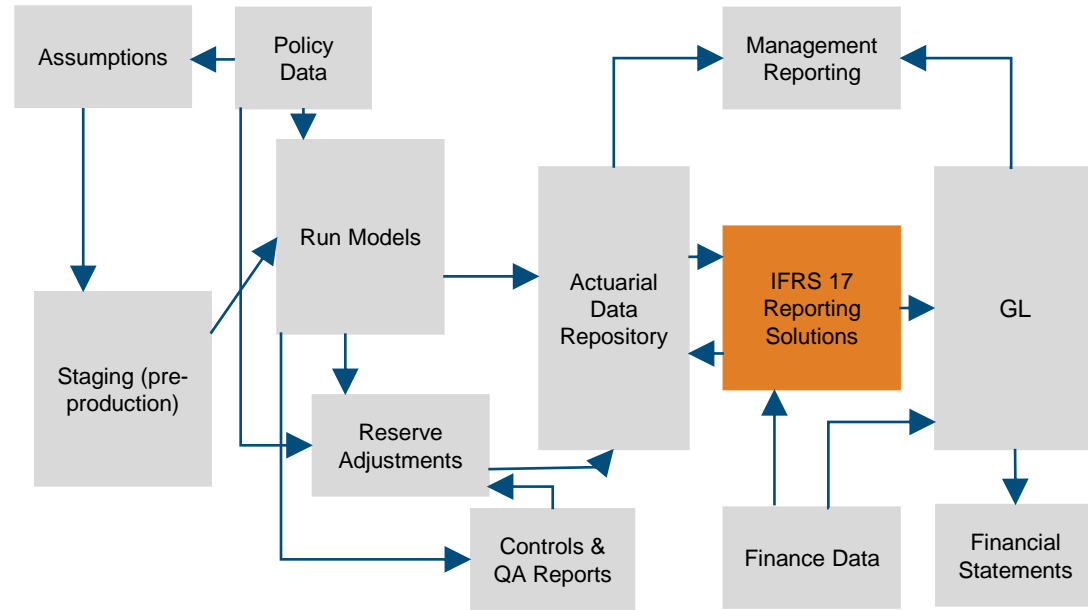 Assumptions
Policy
Data
Management
Reporting
Run Models
Actuarial
Data
Repository
IFRS 17
Reporting
Solutions
GL
Staging (pre-
production)
Reserve
Adjustments
Controls &
QA Reports
Finance Data
Financial
Statements